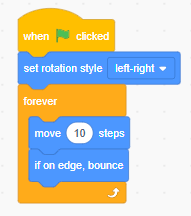 when clicked
set rotation style left-right
forever
move 10 steps
if on edge, bounce